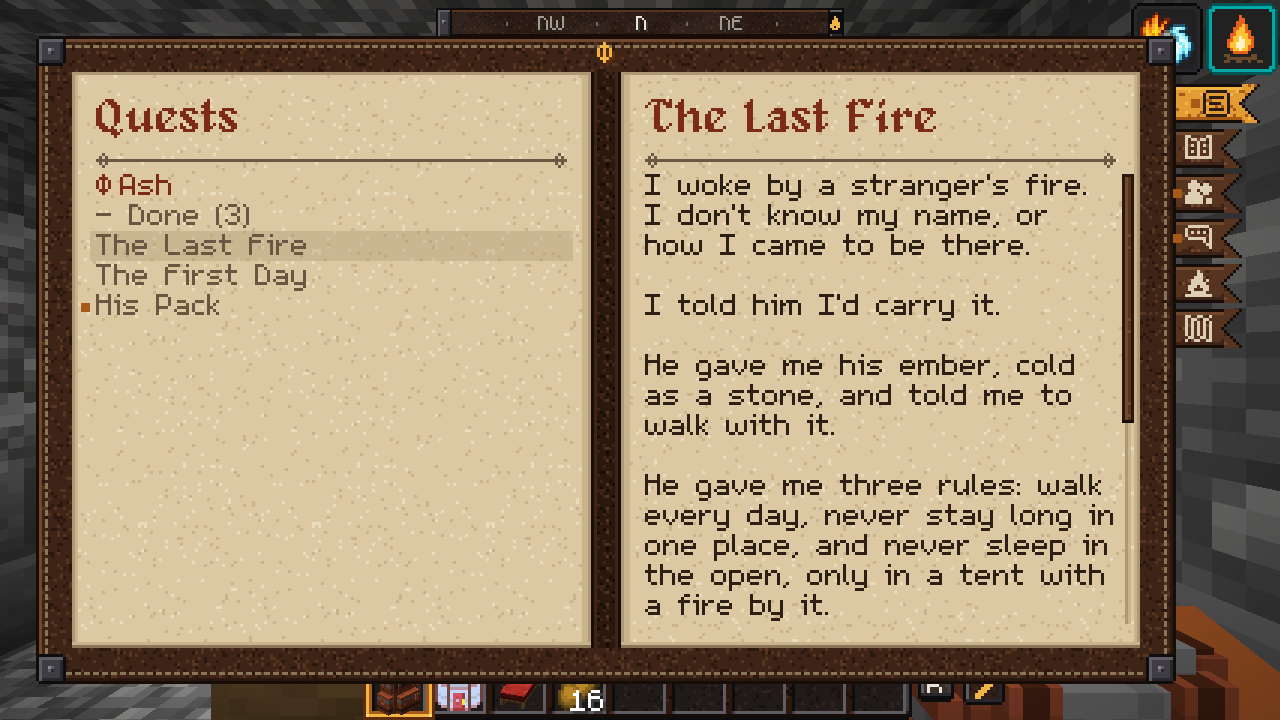 NW N NE
Quests
Ash
- Done (3)
The Last Fire
The First Day
His Pack
The Last Fire
I woke by a stranger's fire.
I don't know my name, or
how I came to be there.
I told him I'd carry it.
He gave me his ember, cold
as a stone, and told me to
walk with it.
He gave me three rules: walk
every day, never stay long in
one place, and never sleep in
the open, only in a tent with
a fire by it.
16